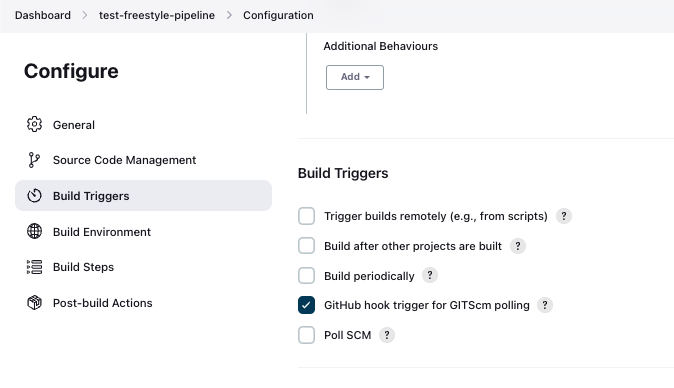 Dashboard > test-freestyle-pipeline > Configuration
Configure
General
Source Code Management
Build Triggers
Build Environment
Build Steps
Post-build Actions
Additional Behaviours
Add
Build Triggers
Trigger builds remotely (e.g., from scripts) ?
Build after other projects are built ?
Build periodically ?
GitHub hook trigger for GITScm polling ?
Poll SCM ?